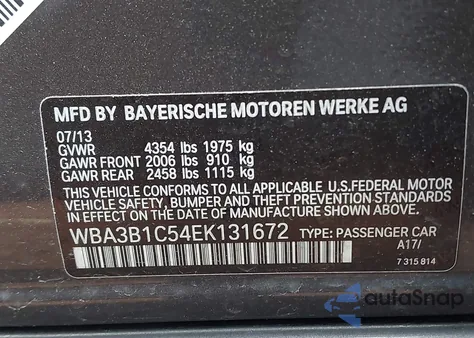 MFD BY BAYERISCHE MOTOREN WERKE AG
07/13
GVWR 4354 lbs 1975 kg
GAWR FRONT 2006 lbs 910 kg
GAWR REAR 2458 lbs 1115 kg
THIS VEHICLE CONFORMS TO ALL APPLICABLE U.S.FEDERAL MOTOR
VEHICLE SAFETY, BUMPER AND THEFT PREVENTION STANDARDS
IN EFFECT ON THE DATE OF MANUFACTURE SHOWN ABOVE.
WBA3B1C54EK131672 TYPE: PASSENGER CAR
A17/
7 315 814
autoSnap